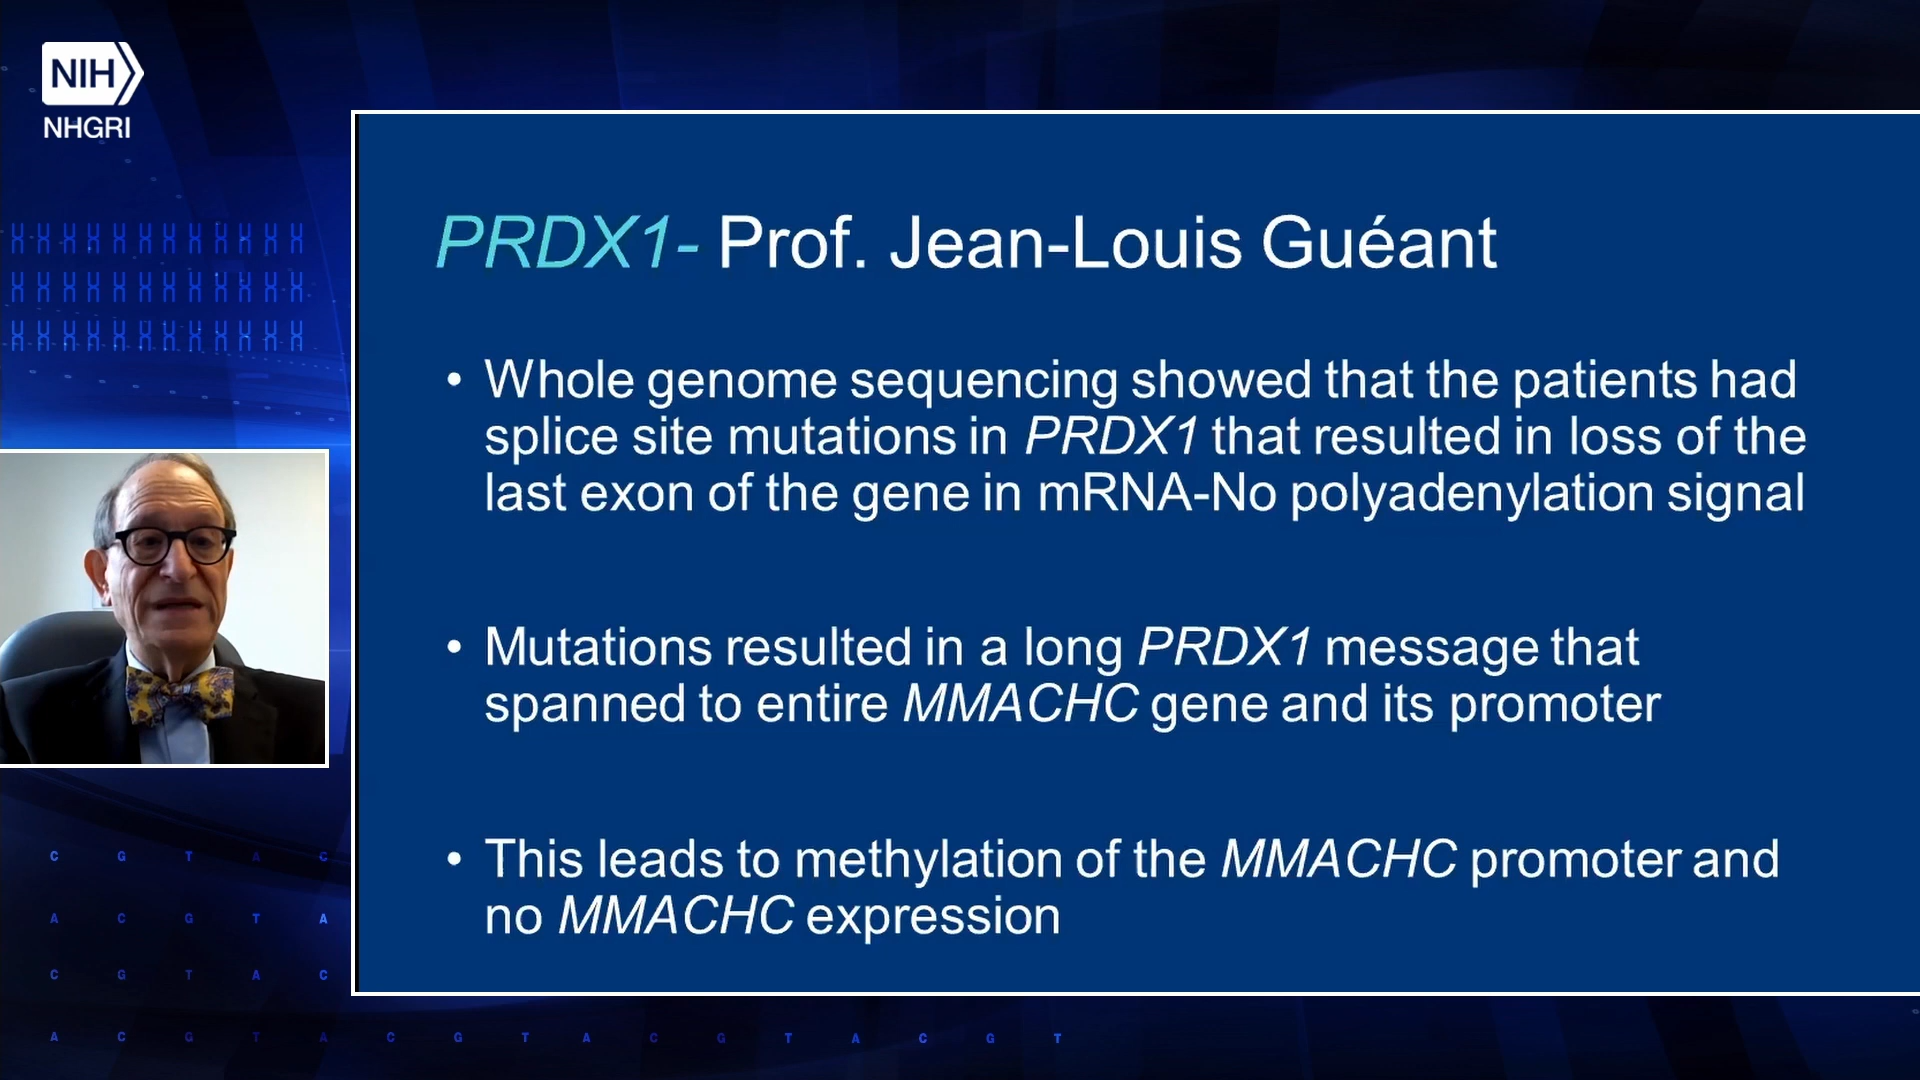 NIH
NHGRI
PRDX1- Prof. Jean-Louis Guéant
• Whole genome sequencing showed that the patients had
splice site mutations in PRDX1 that resulted in loss of the
last exon of the gene in mRNA-No polyadenylation signal
• Mutations resulted in a long PRDX1 message that
spanned to entire MMACHC gene and its promoter
• This leads to methylation of the MMACHC promoter and
no MMACHC expression
C G T A C
A C G T A
C G T A C
A C G T A C G T A C G T A C G T